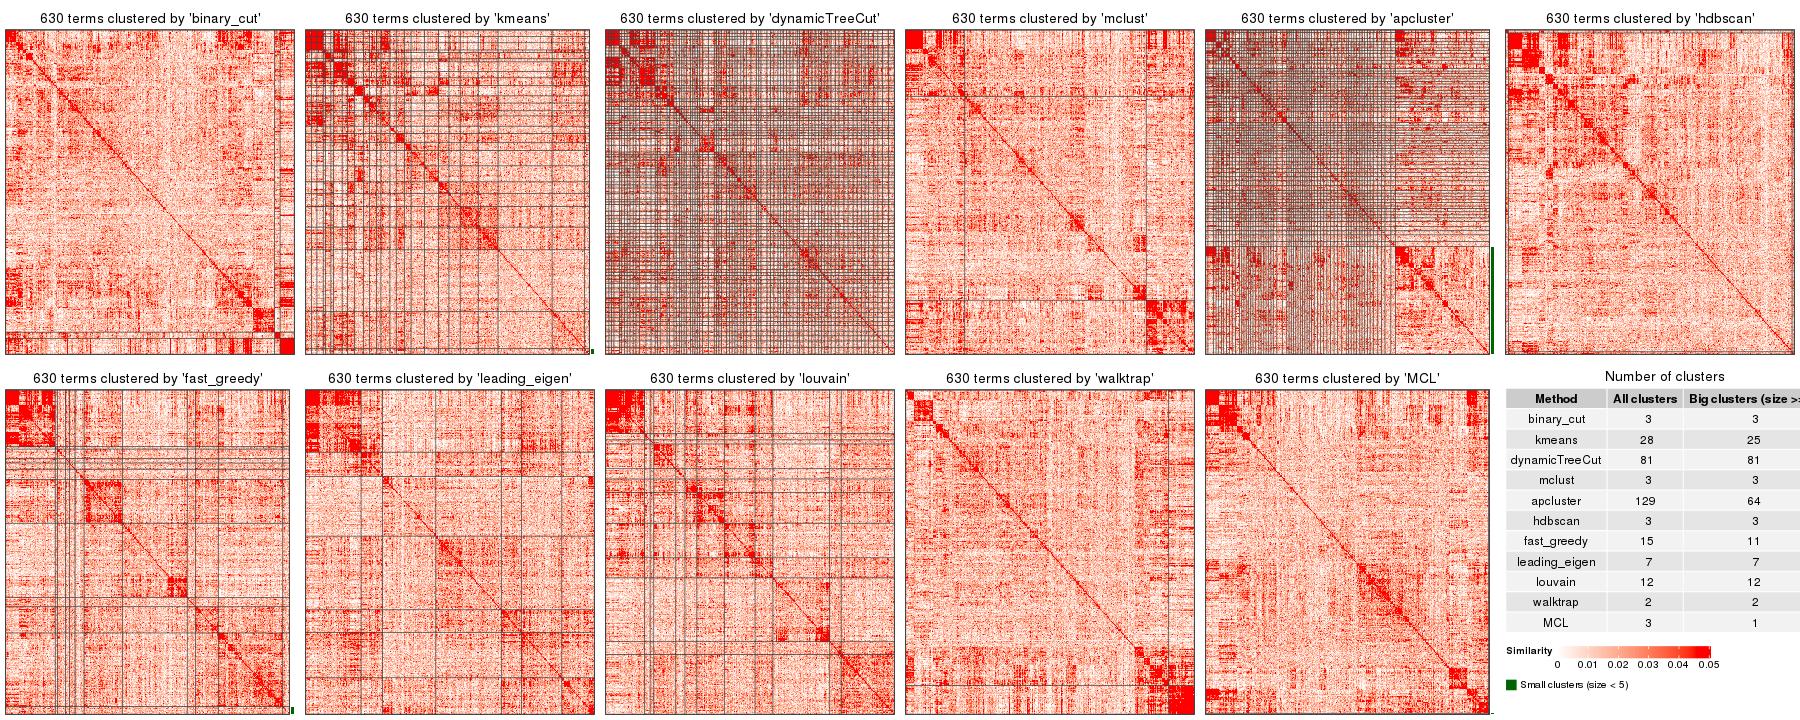 630 terms clustered by 'binary_cut'
630 terms clustered by 'kmeans'
630 terms clustered by 'dynamicTreeCut'
630 terms clustered by 'mclust'
630 terms clustered by 'apcluster'
630 terms clustered by 'hdbscan'
630 terms clustered by 'fast_greedy'
630 terms clustered by 'leading_eigen'
630 terms clustered by 'louvain'
630 terms clustered by 'walktrap'
630 terms clustered by 'MCL'
Number of clusters
Method All clusters Big clusters (size >
binary_cut 3 3
kmeans 28 25
dynamicTreeCut 81 81
mclust 3 3
apcluster 129 64
hdbscan 3 3
fast_greedy 15 11
leading_eigen 7 7
louvain 12 12
walktrap 2 2
MCL 3 1
Similarity
0 0.01 0.02 0.03 0.04 0.05
Small clusters (size < 5)